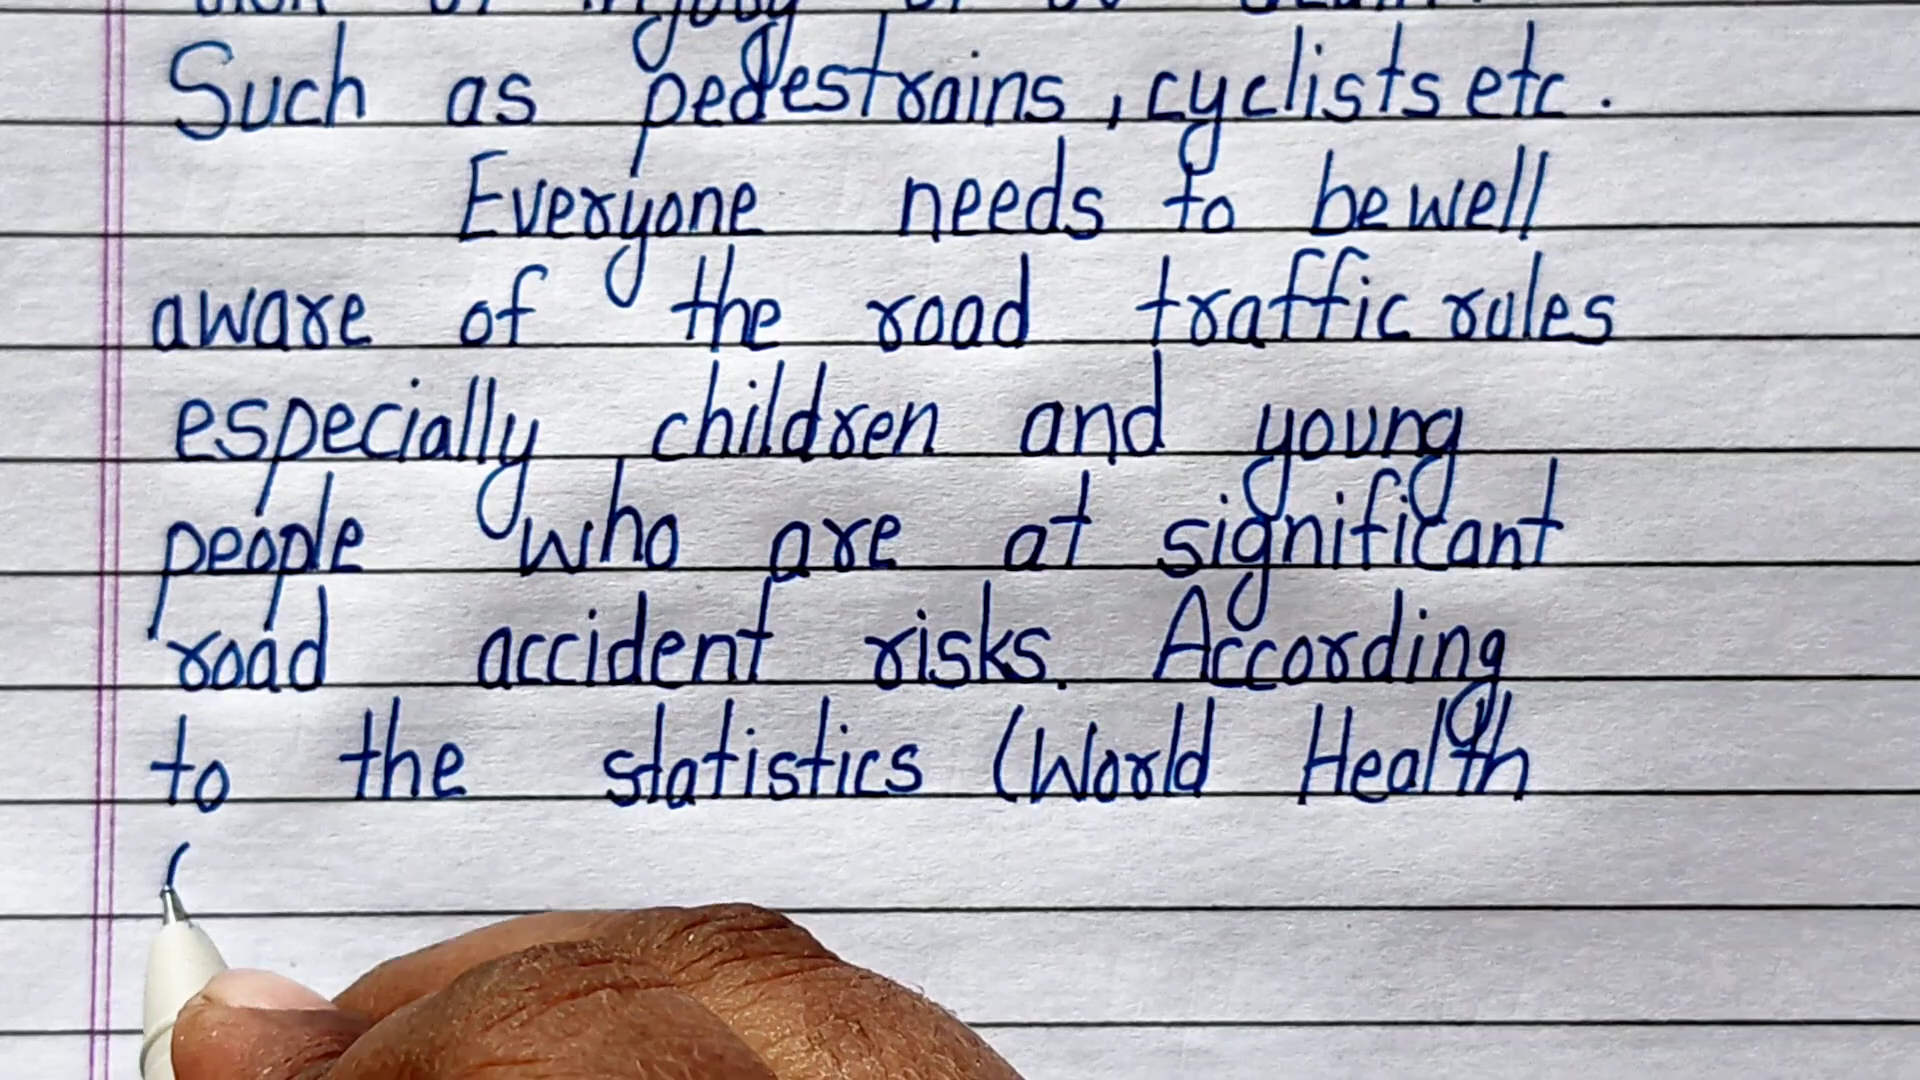 of
Such as pedestrains, cyclists etc.
Everyone needs to be well
aware of the road traffic rules
especially children and young
people who are at significant
road accident risks. According
to the statistics (World Health